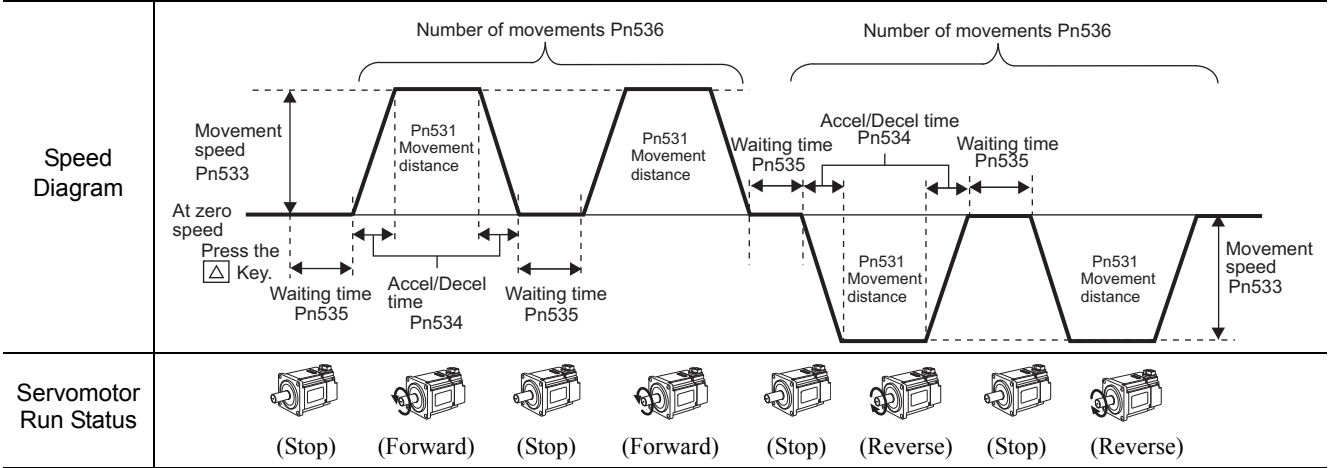 Speed
Diagram
Number of movements Pn536
Number of movements Pn536
Movement
speed
Pn533
Pn531
Movement
distance
Pn531
Movement
distance
Waiting time
Pn535
Accel/Decel time
Pn534
Waiting time
Pn535
At zero
speed
Press the
△ Key.
Waiting time
Pn535
Accel/Decel
time
Pn534
Waiting time
Pn535
Pn531
Movement
distance
Pn531
Movement
distance
Movement
speed
Pn533
Servomotor
Run Status
(Stop) (Forward) (Stop) (Forward) (Stop) (Reverse) (Stop) (Reverse)